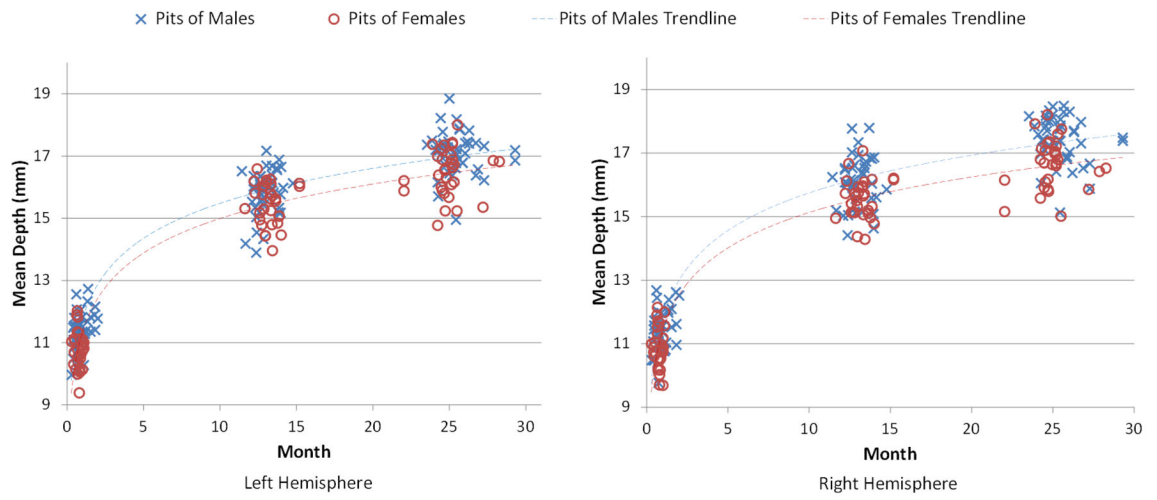 Pits of Males Pits of Females Pits of Males Trendline Pits of Females Trendline
Mean Depth (mm)
19
17
15
13
11
9
0 5 10 15 20 25 30
Month
Left Hemisphere
Mean Depth (mm)
19
17
15
13
11
9
0 5 10 15 20 25 30
Month
Right Hemisphere